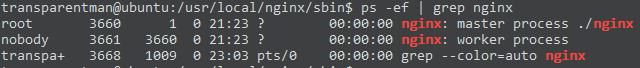 transparentman@ubuntu:/usr/local/nginx/sbin$ ps -ef | grep nginx
root      3660     1  0 21:23 ?        00:00:00 nginx: master process ./nginx
nobody    3661  3660  0 21:23 ?        00:00:00 nginx: worker process
transpa+  3668  1009  0 23:03 pts/0    00:00:00 grep --color=auto nginx